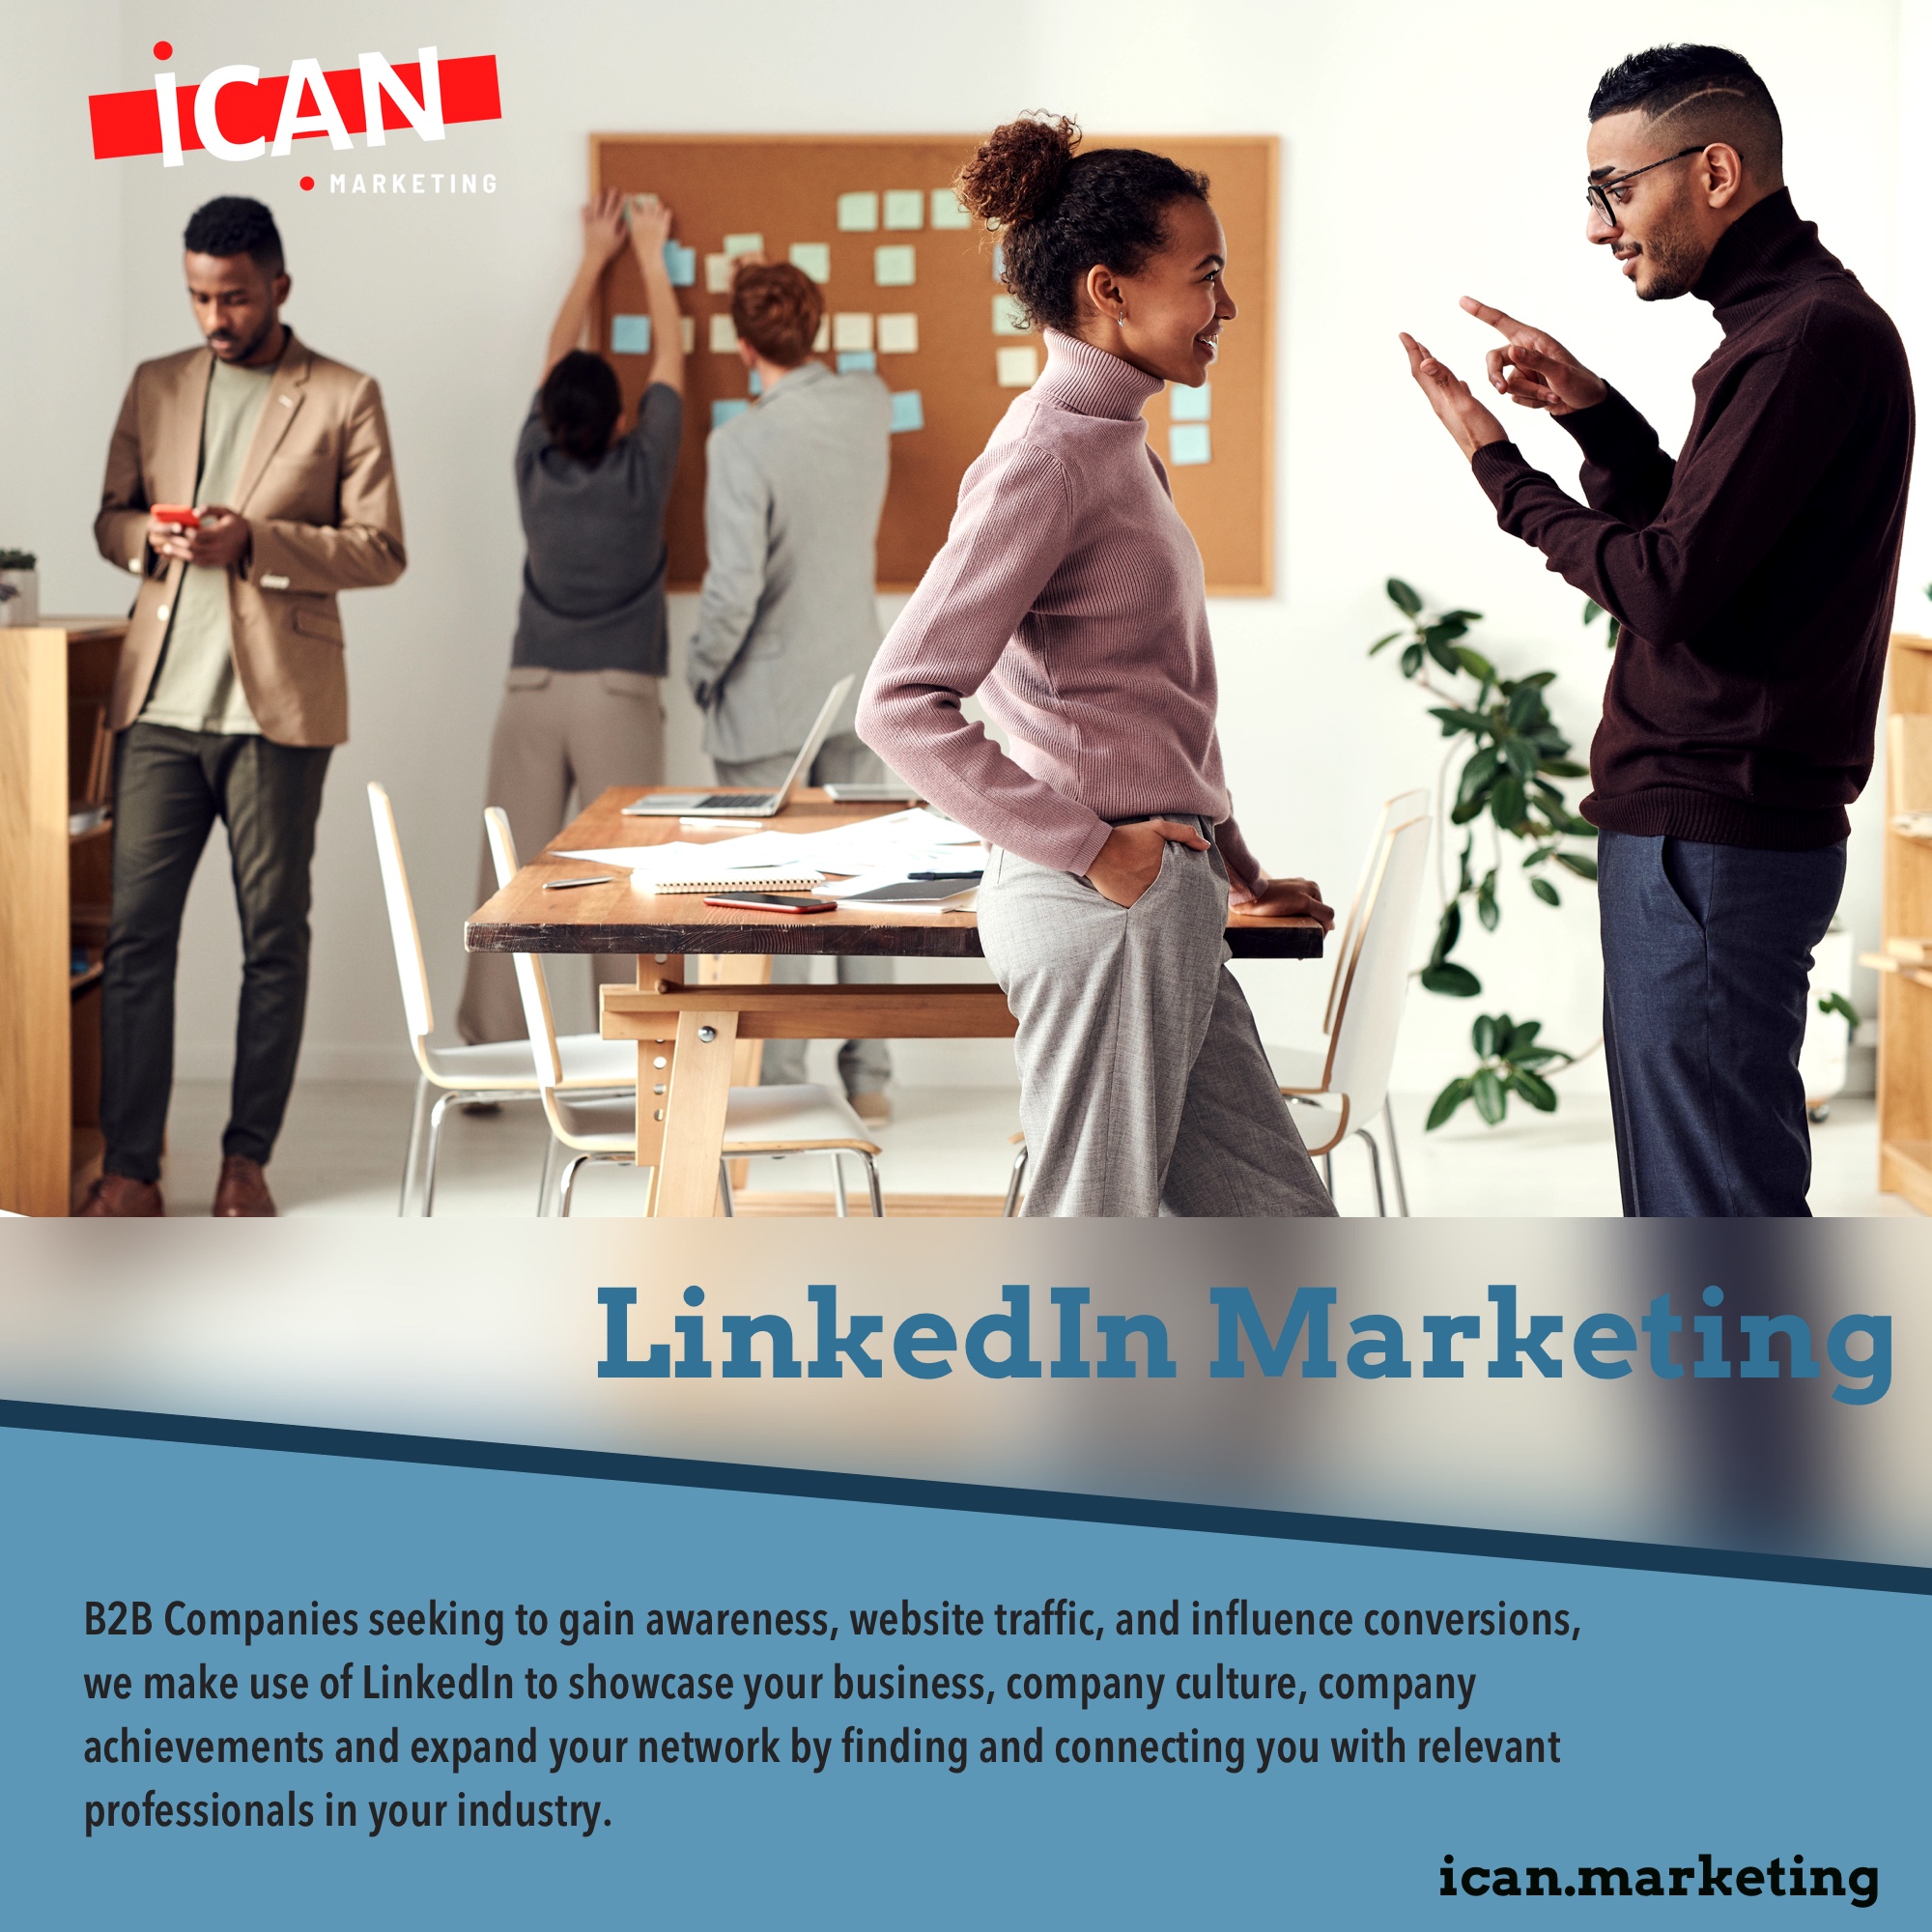 iCAN
MARKETING
LinkedIn Marketing
B2B Companies seeking to gain awareness, website traffic, and influence conversions,
we make use of LinkedIn to showcase your business, company culture, company
achievements and expand your network by finding and connecting you with relevant
professionals in your industry.
ican.marketing